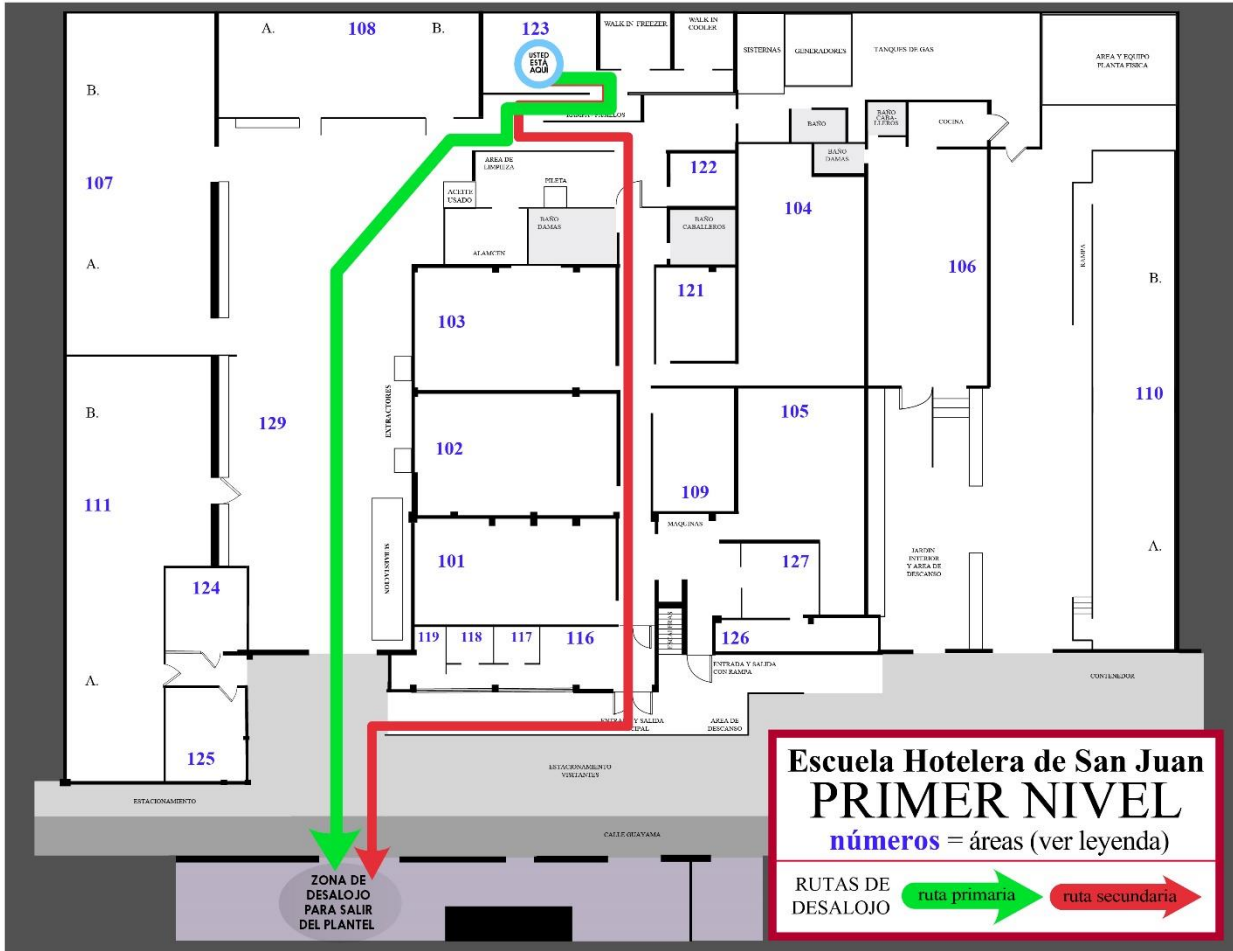 A.
108
B.
123
USTED
ESTÁ
AQUÍ
WALK IN FREEZER
WALK IN
COOLER
SISTERNAS
GENERADORES
TANQUES DE GAS
AREA Y EQUIPO
PLANTA FISICA
B.
107
A.
AREA DE
LIMPIEZA
ACEITE
USADO
PILETA
BAÑO
DAMAS
ALAMCEN
122
BAÑO
CABALLEROS
121
BAÑO
BAÑO
DAMAS
BAÑO
CABA-
LLEROS
COCINA
104
106
RAMPA
B.
110
A.
103
102
101
EXTRACTORES
SUBAESTACION
129
B.
111
A.
124
125
109
105
MAQUINAS
127
126
ESCALERAS
119
118
117
116
JARDIN
INTERIOR
Y AREA DE
DESCANSO
ENTRADA Y SALIDA
CON RAMPA
Y SALIDA
AREA DE
DESCANSO
CONTENEDOR
ESTACIONAMIENTO
VISITANTES
ESTACIONAMIENTO
CALLE GUAYAMA
ZONA DE
DESALOJO
PARA SALIR
DEL PLANTEL
Escuela Hotelera de San Juan
PRIMER NIVEL
números = áreas (ver leyenda)
RUTAS DE
DESALOJO
ruta primaria
ruta secundaria